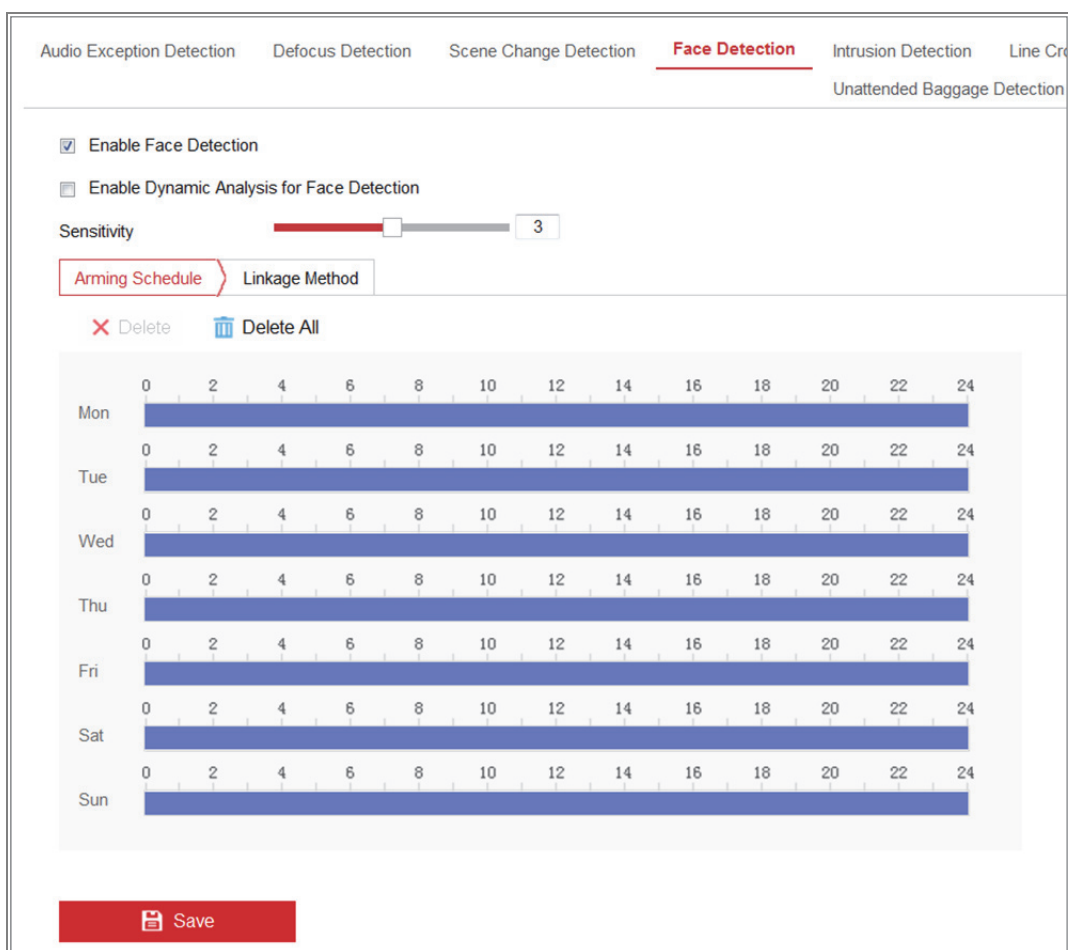 Audio Exception Detection Defocus Detection Scene Change Detection Face Detection Intrusion Detection Line Cro
Unattended Baggage Detection
Enable Face Detection
Enable Dynamic Analysis for Face Detection
Sensitivity 3
Arming Schedule Linkage Method
Delete Delete All
0 2 4 6 8 10 12 14 16 18 20 22 24
Mon
0 2 4 6 8 10 12 14 16 18 20 22 24
Tue
0 2 4 6 8 10 12 14 16 18 20 22 24
Wed
0 2 4 6 8 10 12 14 16 18 20 22 24
Thu
0 2 4 6 8 10 12 14 16 18 20 22 24
Fri
0 2 4 6 8 10 12 14 16 18 20 22 24
Sat
0 2 4 6 8 10 12 14 16 18 20 22 24
Sun
Save